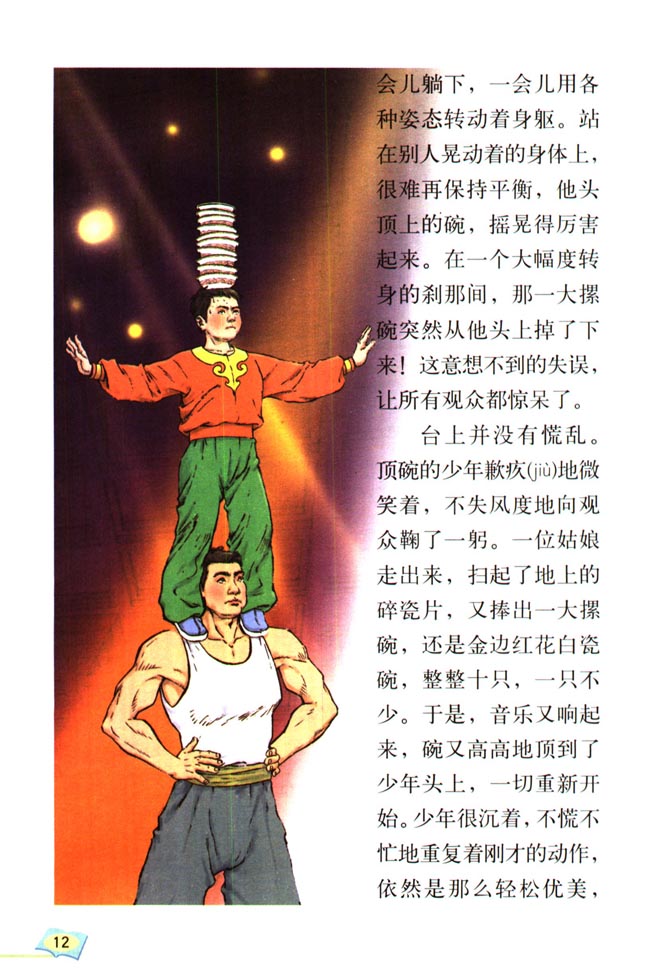 会儿躺下，一会儿用各
种姿态转动着身躯。站
在别人晃动着的身体上，
很难再保持平衡，他头
顶上的碗，摇晃得厉害
起来。在一个大幅度转
身的刹那间，那一大摞
碗突然从他头上掉了下
来！这意想不到的失误，
让所有观众都惊呆了。
台上并没有慌乱。
顶碗的少年歉疚(jiù)地微
笑着，不失风度地向观
众鞠了一躬。一位姑娘
走出来，扫起了地上的
碎瓷片，又捧出一大摞
碗，还是金边红花白瓷
碗，整整十只，一只不
少。于是，音乐又响起
来，碗又高高地顶到了
少年头上，一切重新开
始。少年很沉着，不慌不
忙地重复着刚才的动作，
依然是那么轻松优美，
12